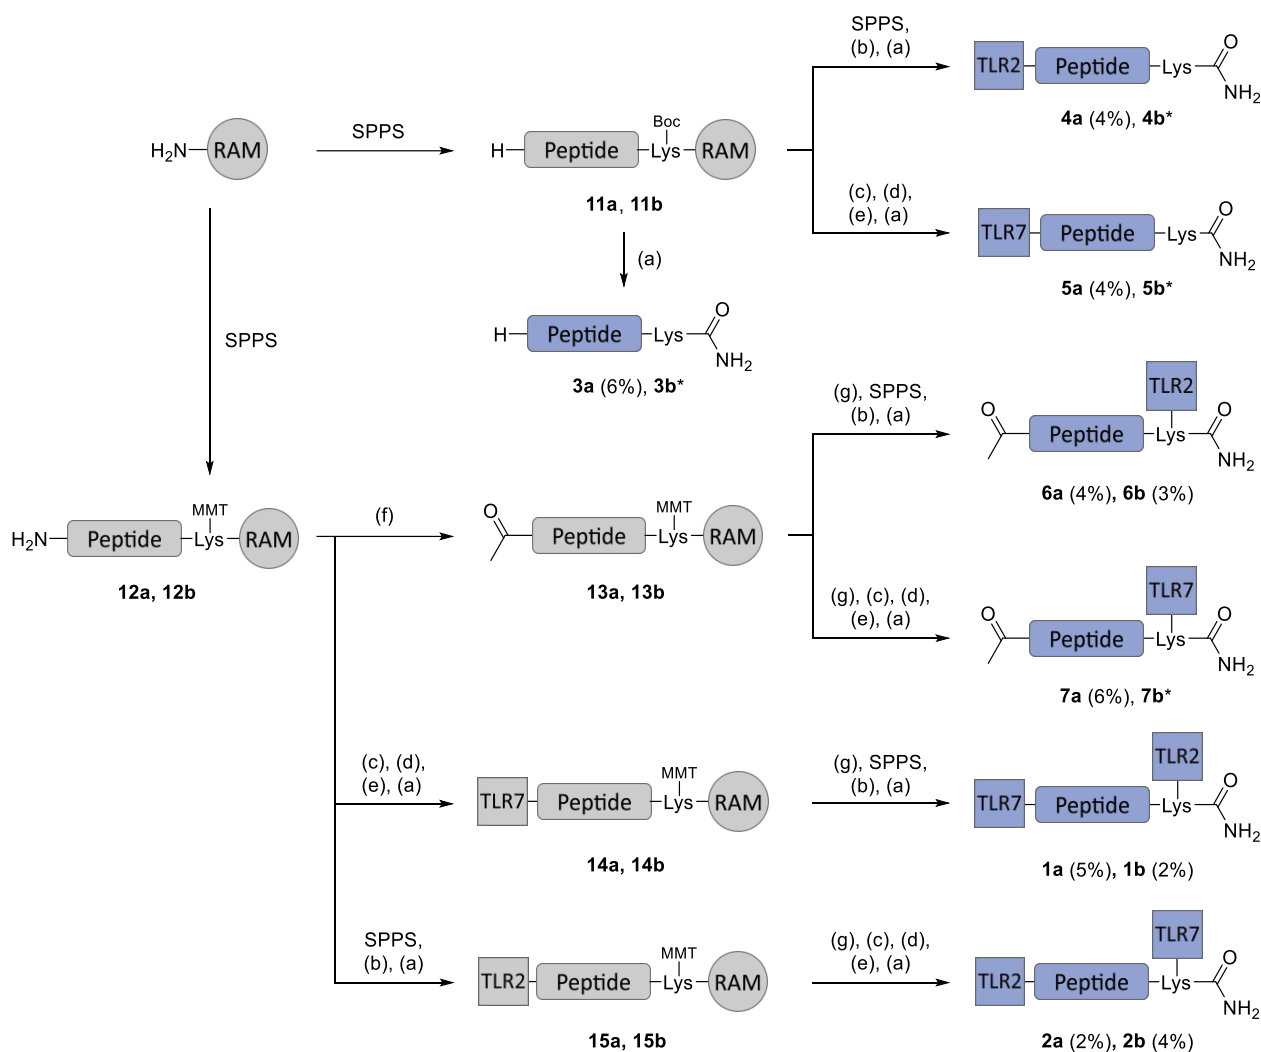 SPPS,
(b), (a)
TLR2 Peptide Lys O NH2
4a (4%), 4b*
H2N RAM
SPPS
H Peptide Boc Lys RAM
11a, 11b
(c), (d),
(e), (a)
TLR7 Peptide Lys O NH2
5a (4%), 5b*
(a)
H Peptide Lys O NH2
3a (6%), 3b*
SPPS
(g), SPPS,
(b), (a)
TLR2
O Peptide Lys O NH2
6a (4%), 6b (3%)
MMT
H2N Peptide Lys RAM
12a, 12b
(f)
MMT
O Peptide Lys RAM
13a, 13b
(g), (c), (d),
(e), (a)
TLR7
O Peptide Lys O NH2
7a (6%), 7b*
(c), (d),
(e), (a)
MMT
TLR7 Peptide Lys RAM
14a, 14b
(g), SPPS,
(b), (a)
TLR2
TLR7 Peptide Lys O NH2
1a (5%), 1b (2%)
SPPS,
(b), (a)
MMT
TLR2 Peptide Lys RAM
15a, 15b
(g), (c), (d),
(e), (a)
TLR7
TLR2 Peptide Lys O NH2
2a (2%), 2b (4%)